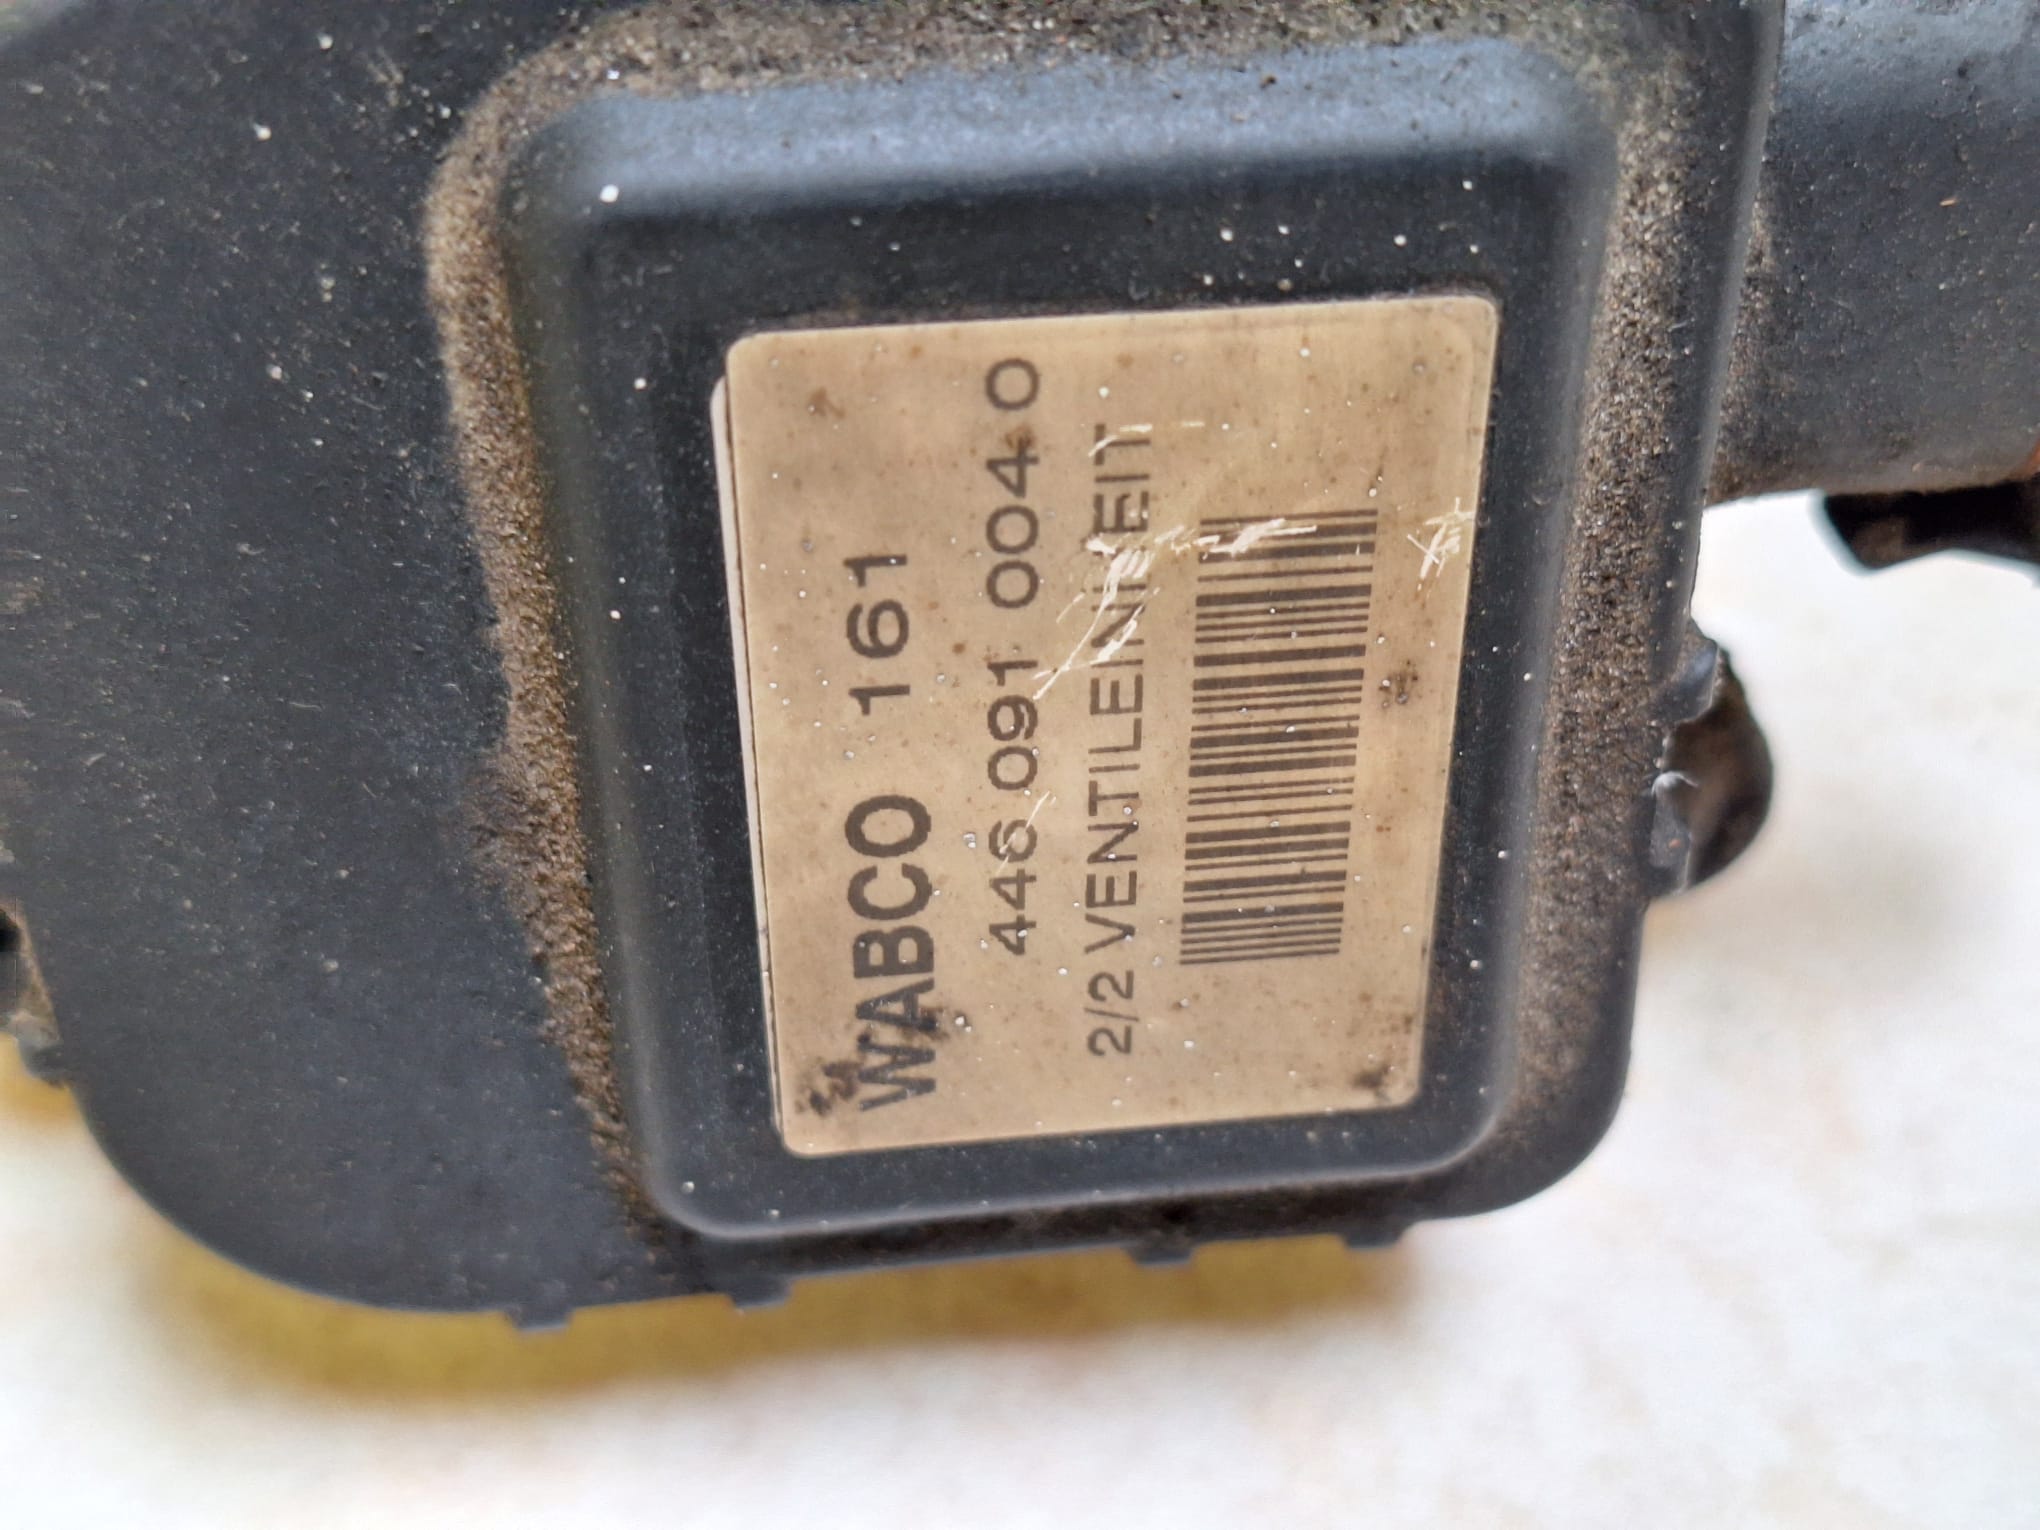 WABCO 161
446 091 004 0
2/2 VENTILEINHEIT